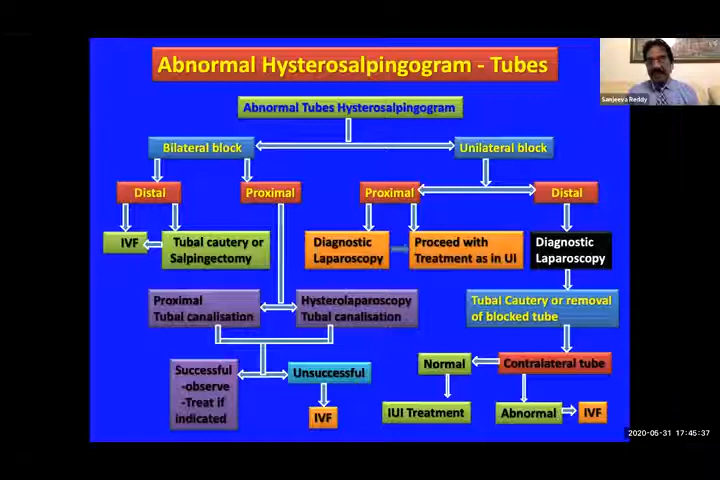 Abnormal Hysterosalpingogram - Tubes
Sanjeeva Reddy
Abnormal Tubes Hysterosalpingogram
Bilateral block
Unilateral block
Distal
Proximal
Proximal
Distal
IVF
Tubal cautery or
Salpingectomy
Diagnostic
Laparoscopy
Proceed with
Treatment as in UI
Diagnostic
Laparoscopy
Proximal
Tubal canalisation
Hysterolaparoscopy
Tubal canalisation
Tubal Cautery or removal
of blocked tube
Successful
-observe
-Treat if
indicated
Unsuccessful
Normal
Contralateral tube
IVF
IUI Treatment
Abnormal
IVF
2020-05-31 17:45:37